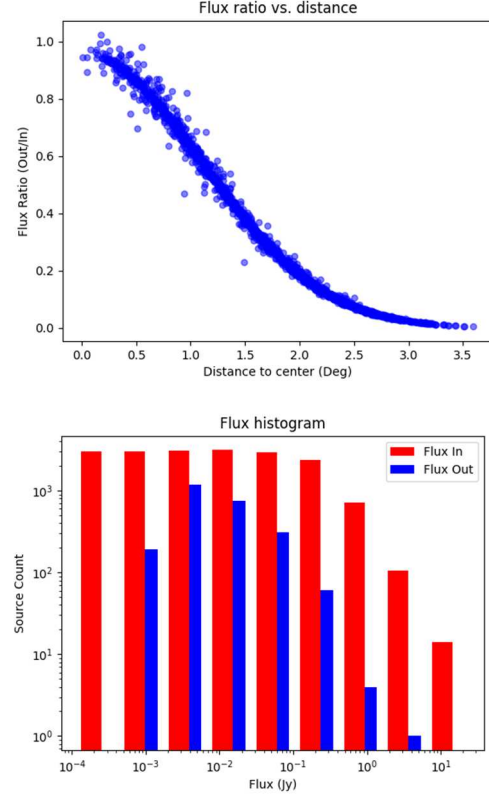 Flux ratio vs. distance
1.0
0.8
0.6
0.4
0.2
0.0
Flux Ratio (Out/In)
0.0 0.5 1.0 1.5 2.0 2.5 3.0 3.5
Distance to center (Deg)
Flux histogram
Flux In
Flux Out
10³
10²
10¹
10⁰
Source Count
10⁻⁴ 10⁻³ 10⁻² 10⁻¹ 10⁰ 10¹
Flux (Jy)